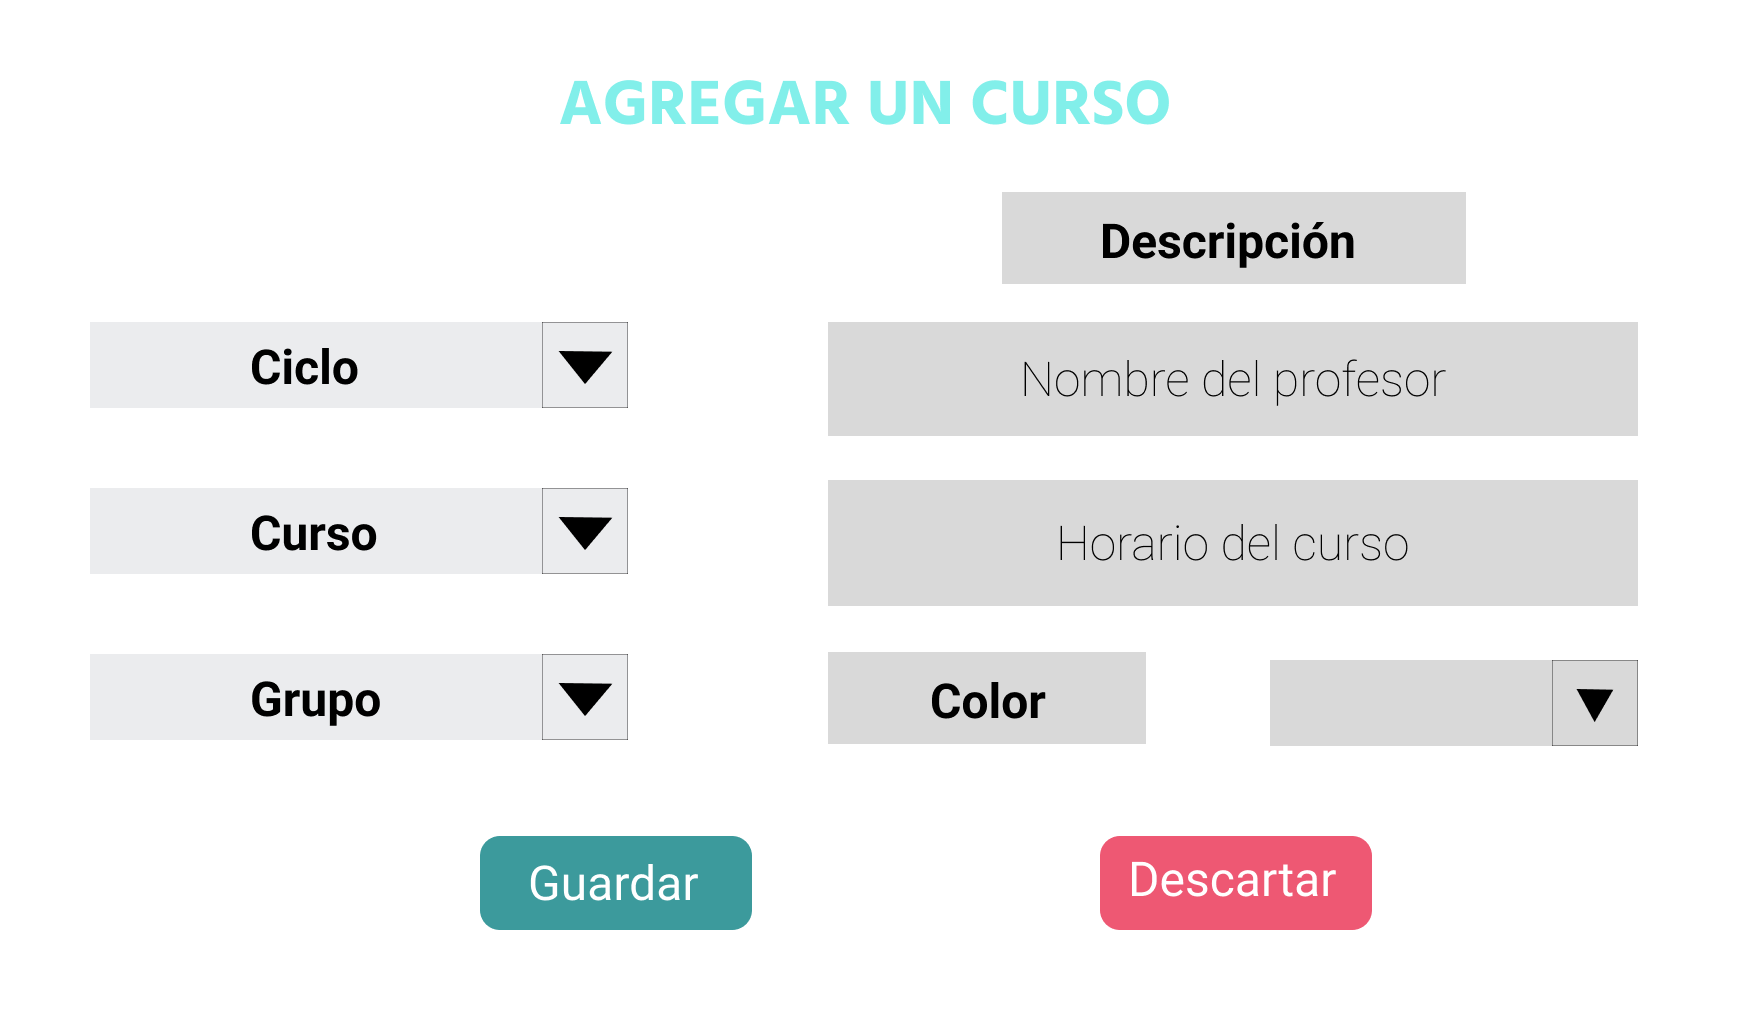 AGREGAR UN CURSO
Descripción
Ciclo
Nombre del profesor
Curso
Horario del curso
Grupo
Color
Guardar
Descartar